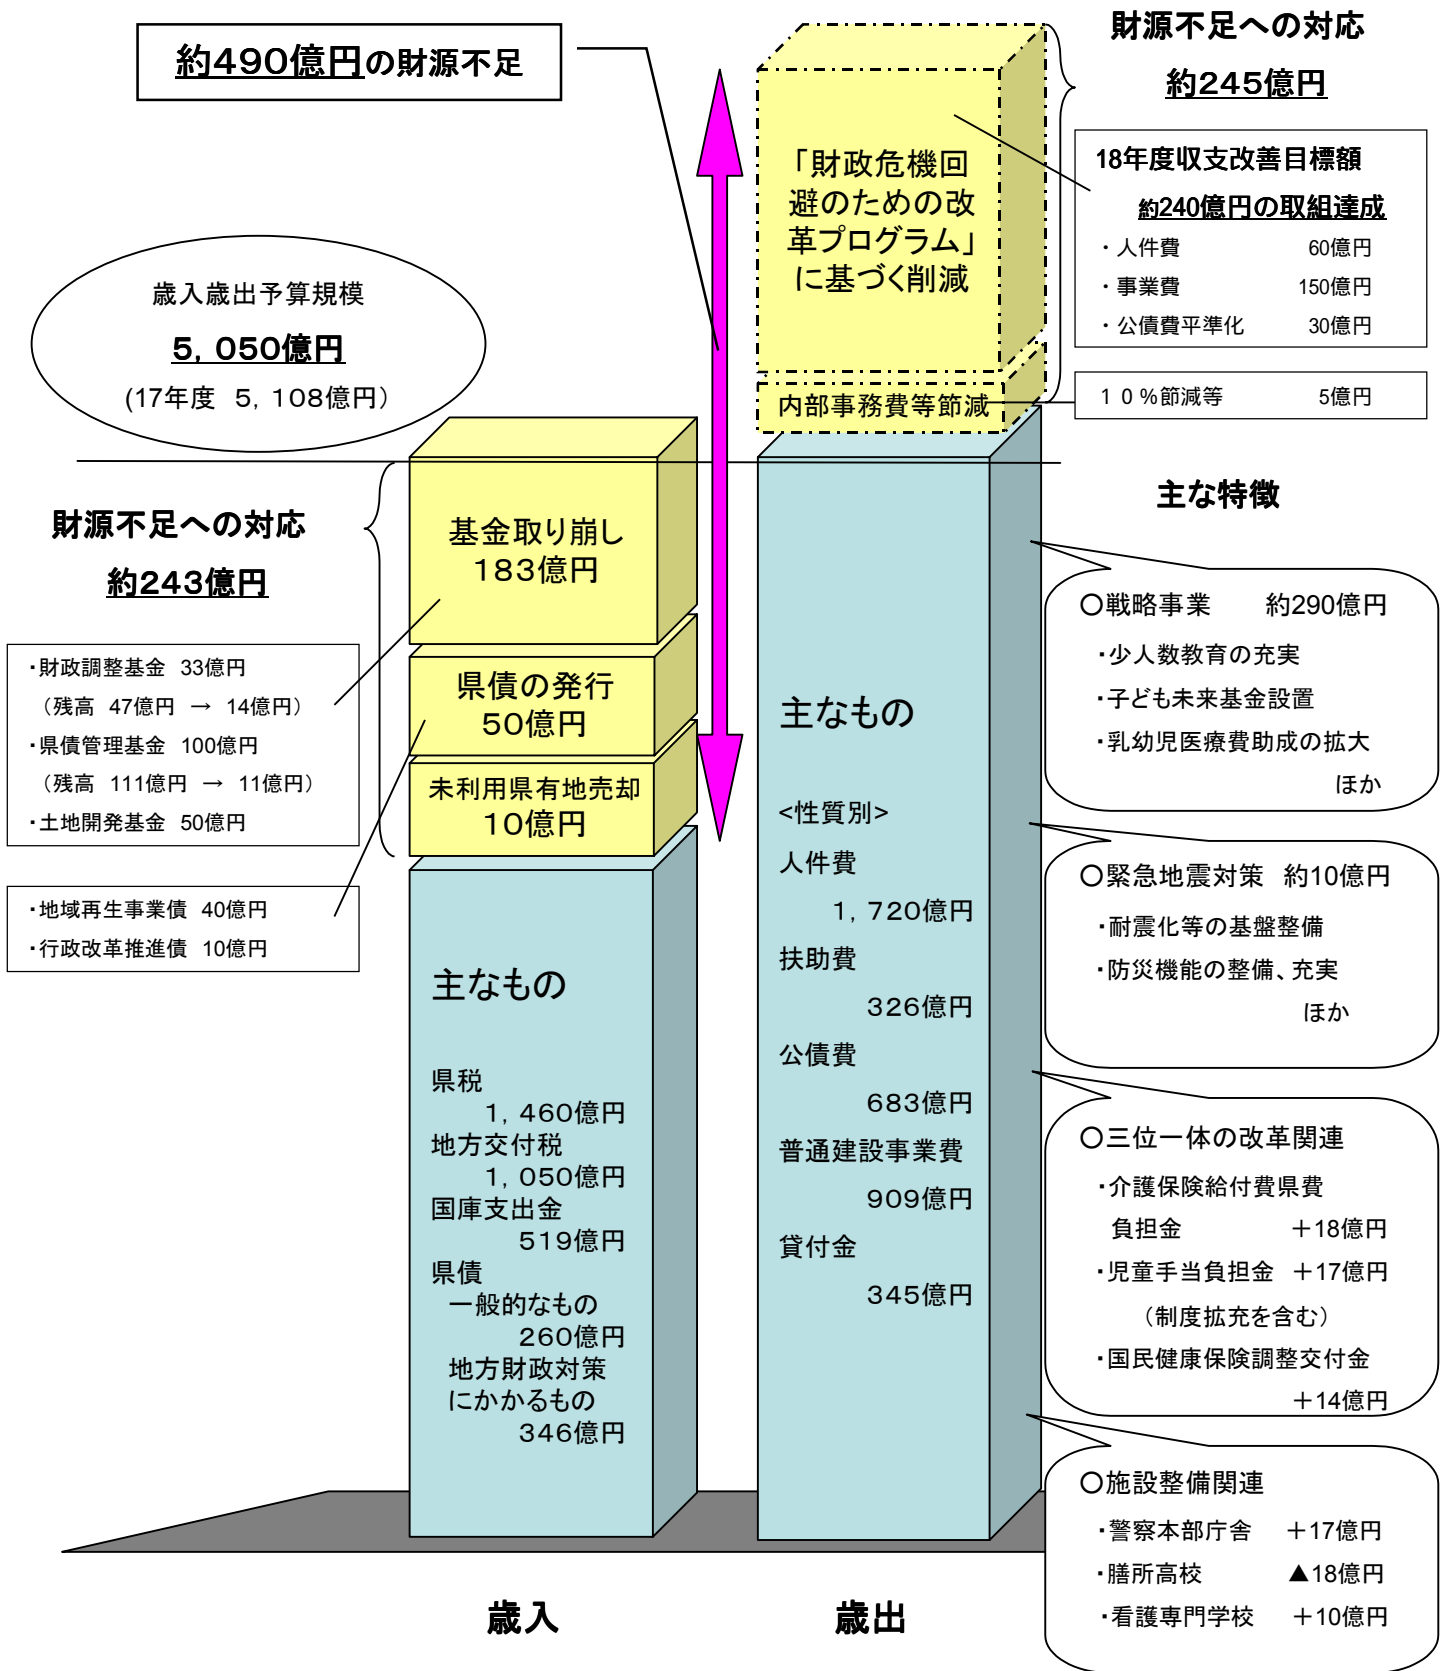 約490億円の財源不足
財源不足への対応
約245億円
18年度収支改善目標額
約240億円の取組達成
・人件費 60億円
・事業費 150億円
・公債費平準化 30億円
10%節減等 5億円
「財政危機回
避のための改
革プログラム」
に基づく削減
内部事務費等節減
歳入歳出予算規模
5,050億円
(17年度 5,108億円)
財源不足への対応
約243億円
・財政調整基金 33億円
(残高 47億円 → 14億円)
・県債管理基金 100億円
(残高 111億円 → 11億円)
・土地開発基金 50億円
・地域再生事業債 40億円
・行政改革推進債 10億円
基金取り崩し
183億円
県債の発行
50億円
未利用県有地売却
10億円
主なもの
県税
1,460億円
地方交付税
1,050億円
国庫支出金
519億円
県債
一般的なもの
260億円
地方財政対策
にかかるもの
346億円
主なもの
<性質別>
人件費
1,720億円
扶助費
326億円
公債費
683億円
普通建設事業費
909億円
貸付金
345億円
主な特徴
○戦略事業 約290億円
・少人数教育の充実
・子ども未来基金設置
・乳幼児医療費助成の拡大
ほか
○緊急地震対策 約10億円
・耐震化等の基盤整備
・防災機能の整備、充実
ほか
○三位一体の改革関連
・介護保険給付費県費
負担金 +18億円
・児童手当負担金 +17億円
(制度拡充を含む)
・国民健康保険調整交付金
+14億円
○施設整備関連
・警察本部庁舎 +17億円
・膳所高校 ▲18億円
・看護専門学校 +10億円
歳入
歳出